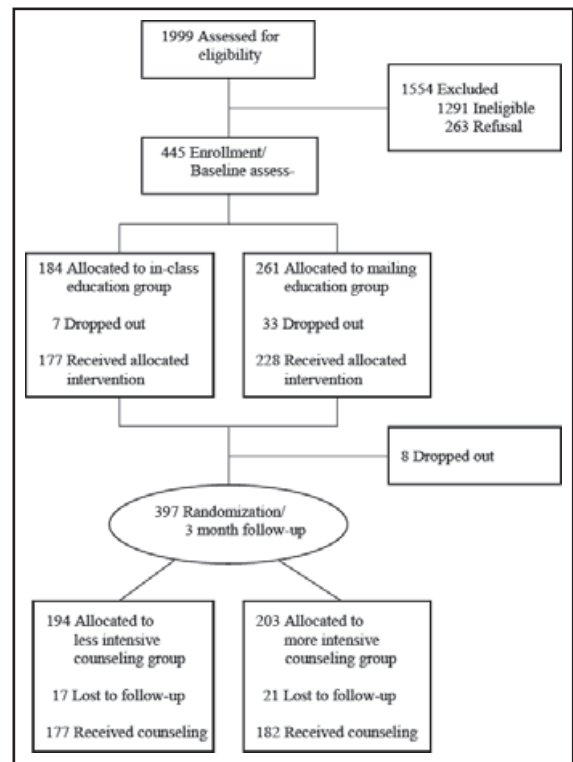 1999 Assessed for
eligibility
1554 Excluded
1291 Ineligible
263 Refusal
445 Enrollment/
Baseline assess-
184 Allocated to in-class
education group
7 Dropped out
177 Received allocated
intervention
261 Allocated to mailing
education group
33 Dropped out
228 Received allocated
intervention
8 Dropped out
397 Randomization/
3 month follow-up
194 Allocated to
less intensive
counseling group
17 Lost to follow-up
177 Received counseling
203 Allocated to
more intensive
counseling group
21 Lost to follow-up
182 Received counseling